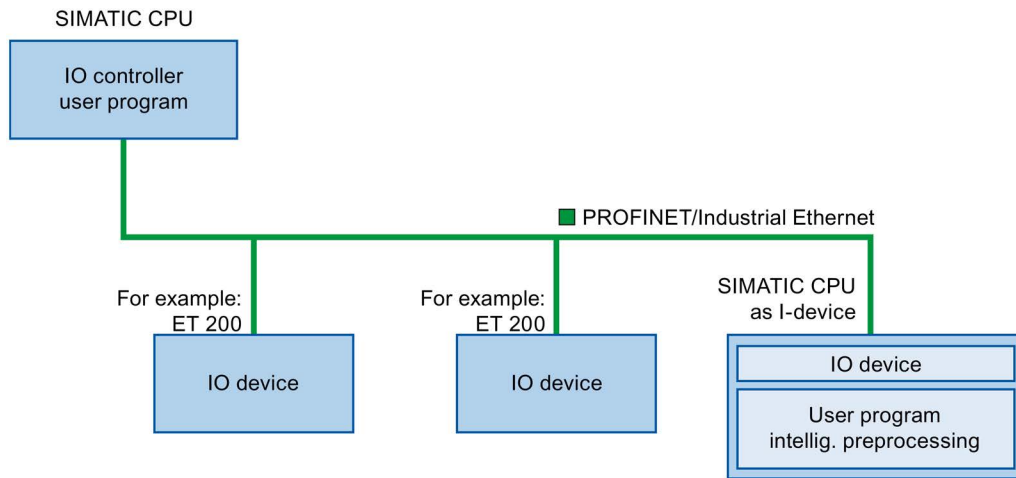 SIMATIC CPU
IO controller
user program
PROFINET/Industrial Ethernet
For example:
ET 200
IO device
For example:
ET 200
IO device
SIMATIC CPU
as I-device
IO device
User program
intellig. preprocessing